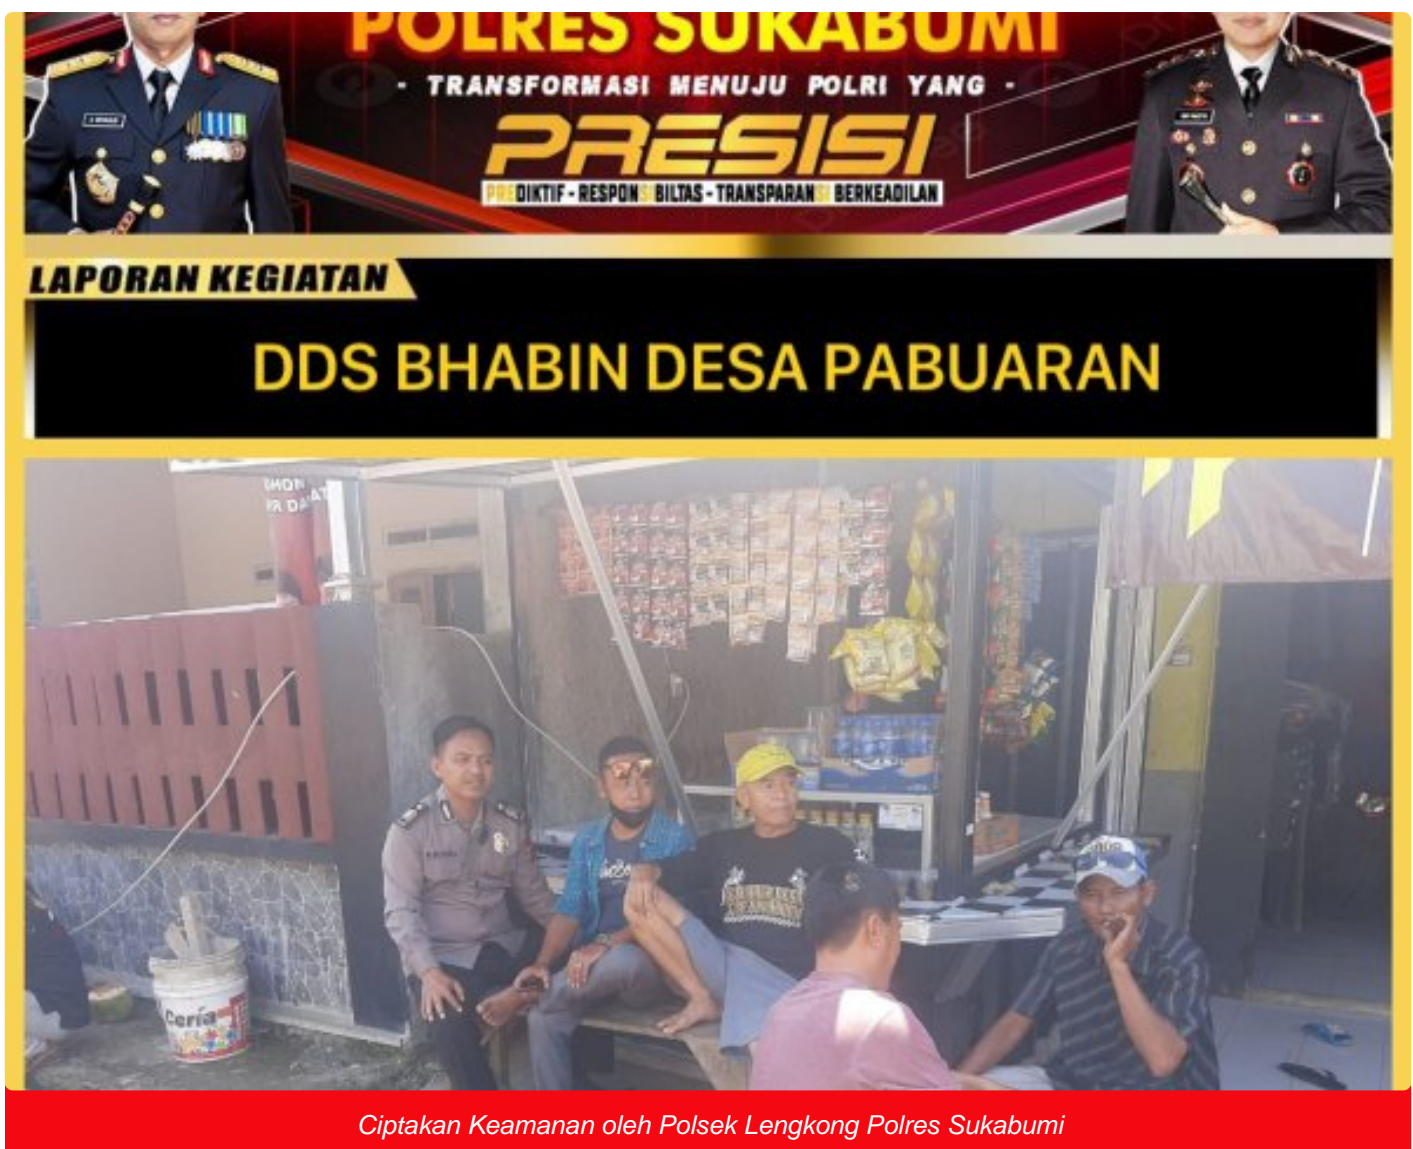 POLRES SUKABUMI
- TRANSFORMASI MENUJU POLRI YANG -
PRESISI
PREDIKTIF - RESPONSIBILTAS - TRANSPARANSI BERKEADILAN
LAPORAN KEGIATAN
DDS BHABIN DESA PABUARAN
Ceria
Ciptakan Keamanan oleh Polsek Lengkong Polres Sukabumi